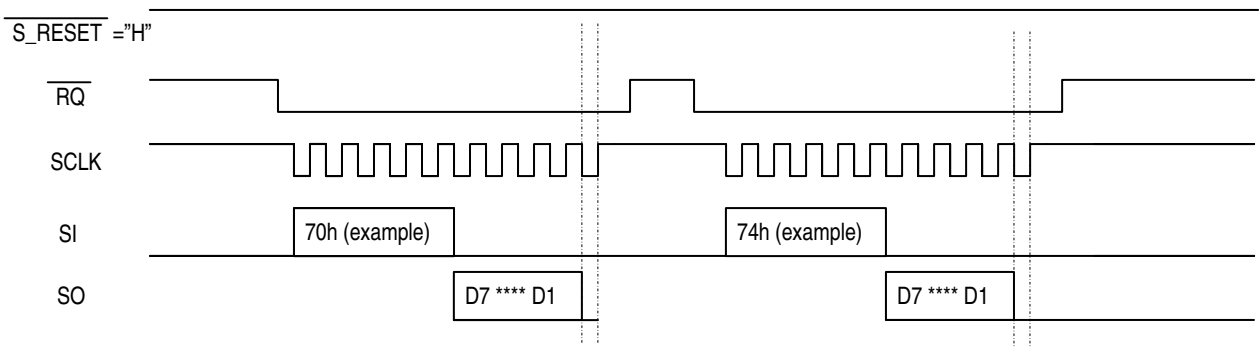 S_RESET ="H"
RQ
SCLK
SI
70h (example)
74h (example)
SO
D7 **** D1
D7 **** D1